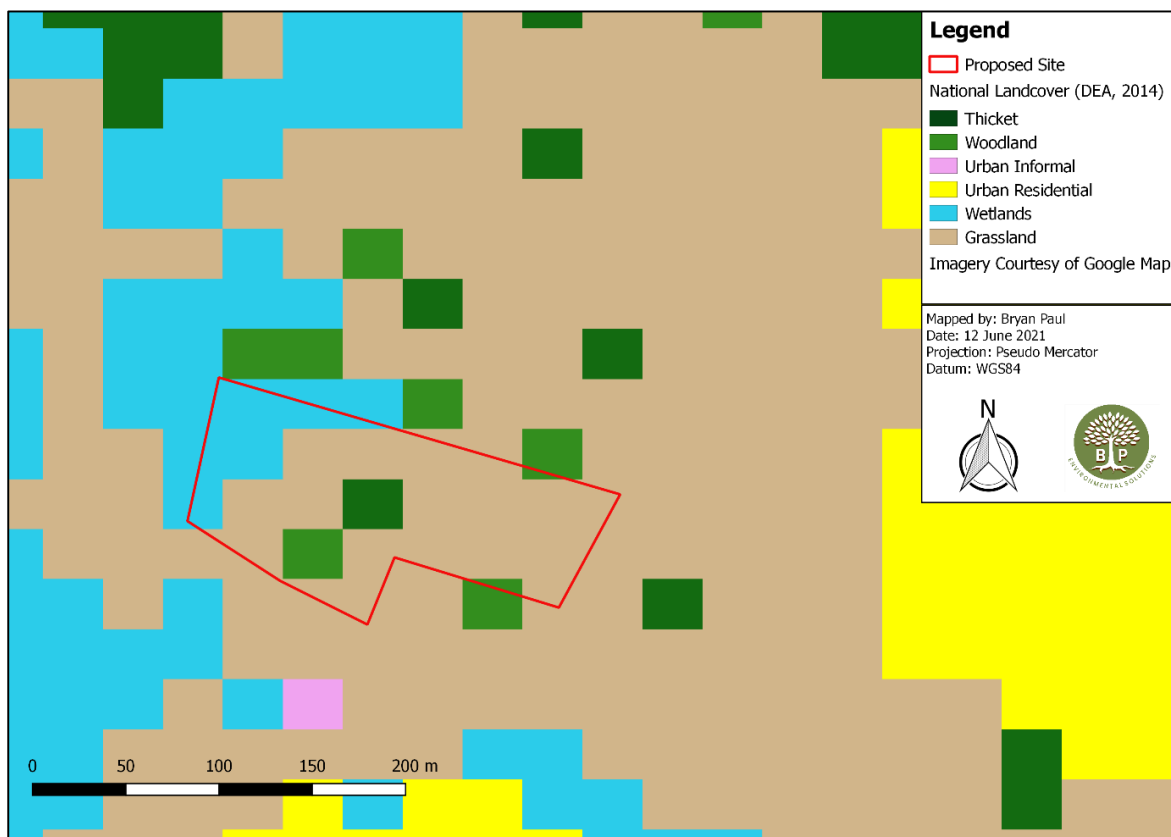 Legend
Proposed Site
National Landcover (DEA, 2014)
Thicket
Woodland
Urban Informal
Urban Residential
Wetlands
Grassland
Imagery Courtesy of Google Map
Mapped by: Bryan Paul
Date: 12 June 2021
Projection: Pseudo Mercator
Datum: WGS84
N
B P
ENVIRONMENTAL SOLUTIONS
0 50 100 150 200 m